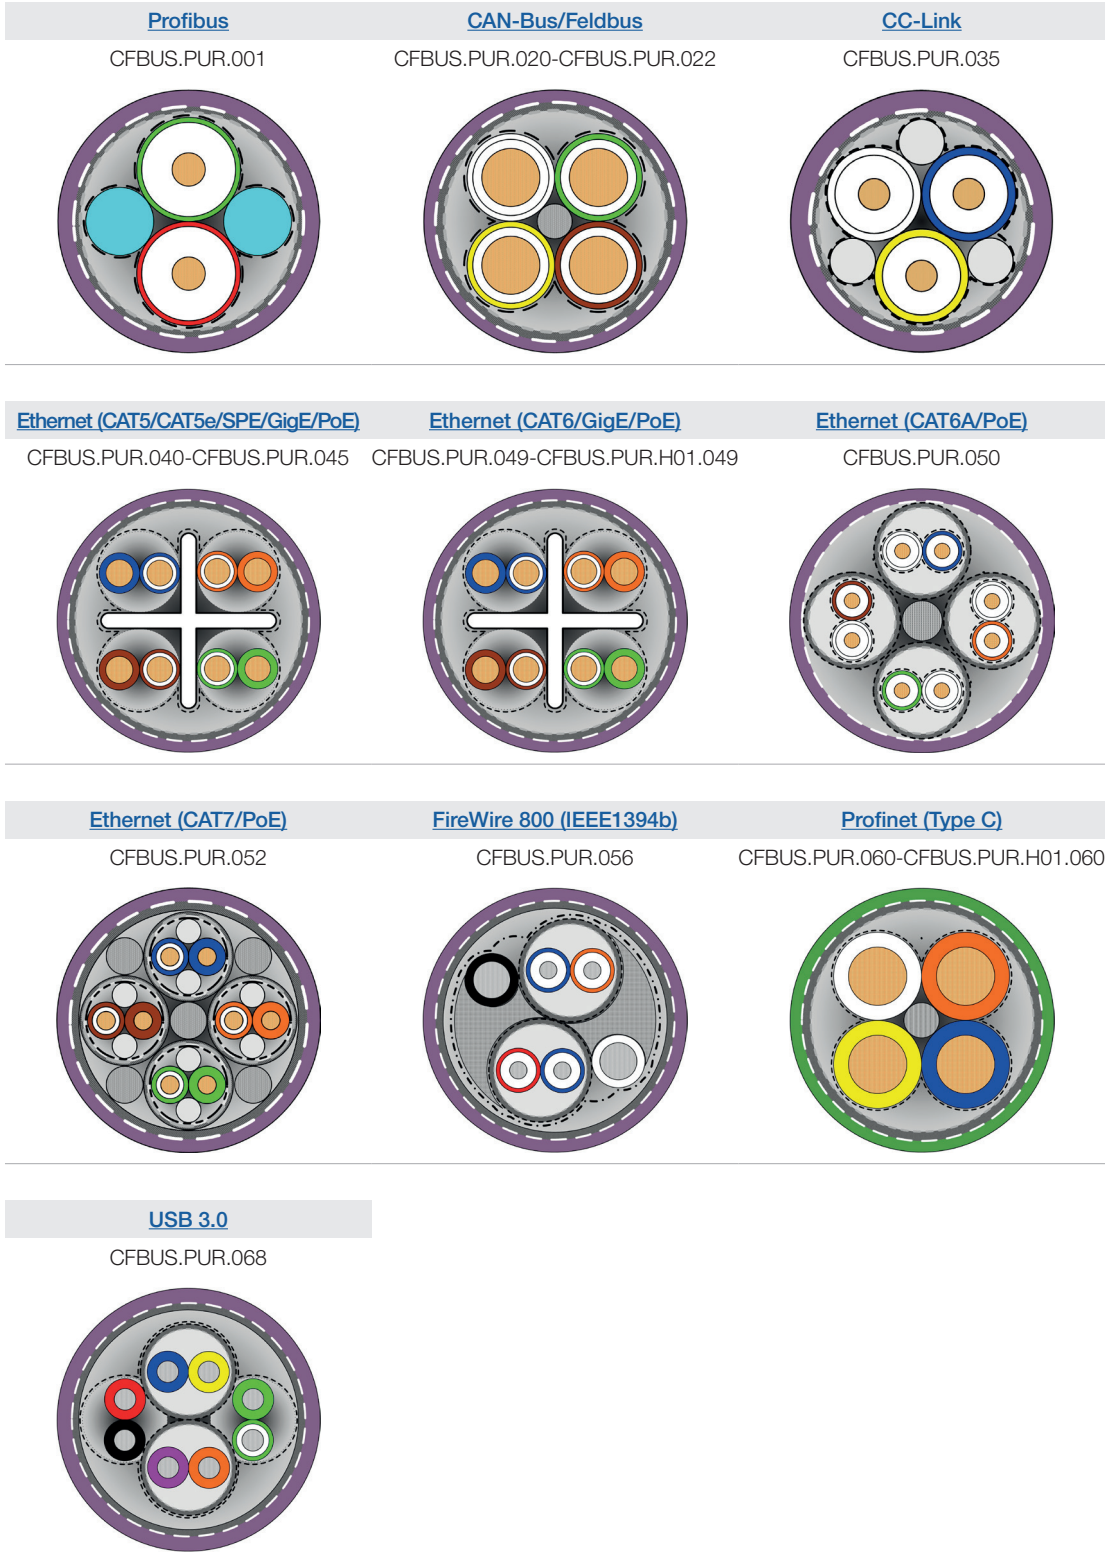 Profibus
CAN-Bus/Feldbus
CC-Link
CFBUS.PUR.001
CFBUS.PUR.020-CFBUS.PUR.022
CFBUS.PUR.035
Ethernet (CAT5/CAT5e/SPE/GigE/PoE)
Ethernet (CAT6/GigE/PoE)
Ethernet (CAT6A/PoE)
CFBUS.PUR.040-CFBUS.PUR.045
CFBUS.PUR.049-CFBUS.PUR.H01.049
CFBUS.PUR.050
Ethernet (CAT7/PoE)
FireWire 800 (IEEE1394b)
Profinet (Type C)
CFBUS.PUR.052
CFBUS.PUR.056
CFBUS.PUR.060-CFBUS.PUR.H01.060
USB 3.0
CFBUS.PUR.068